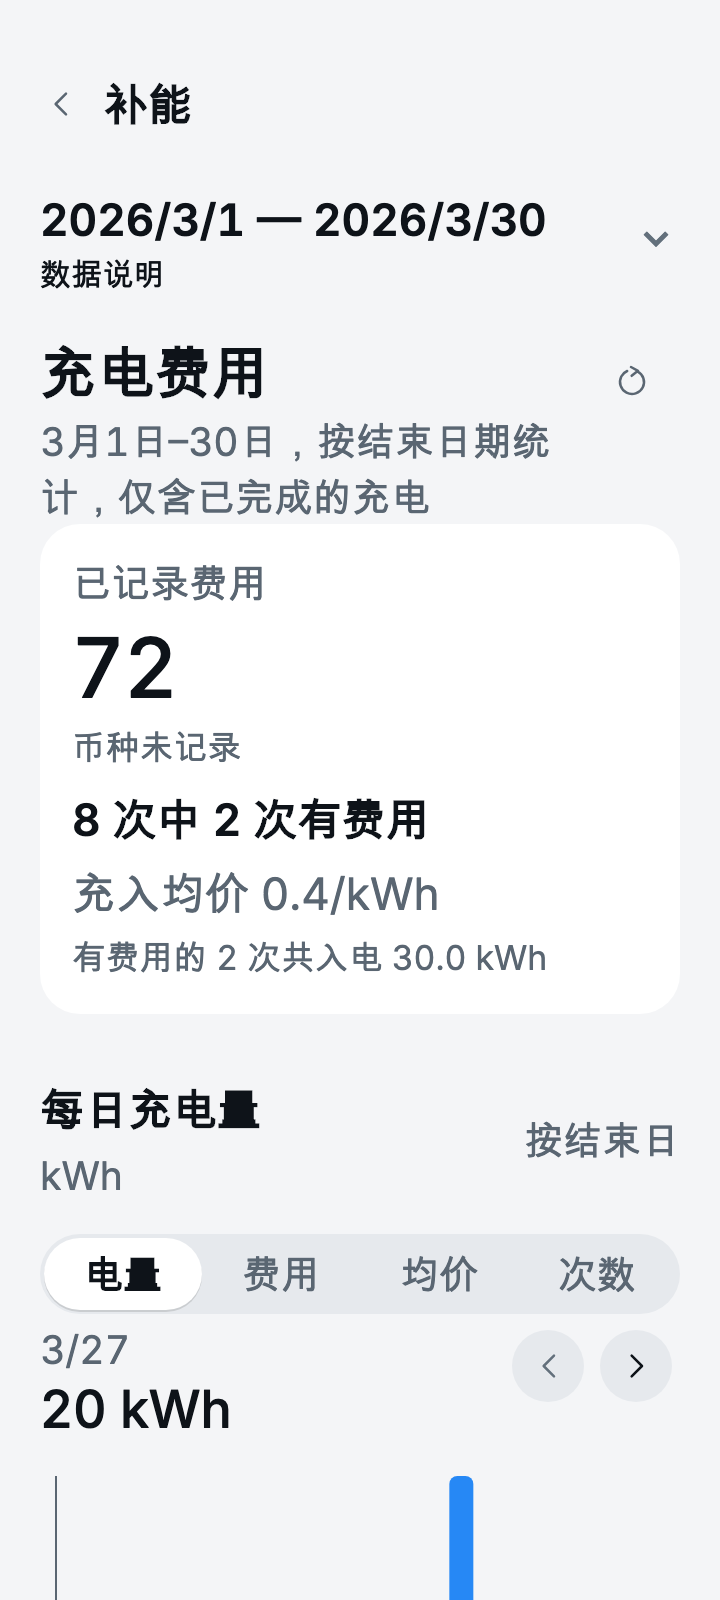 补能
2026/3/1 — 2026/3/30
数据说明
充电费用
3月1日–30日，按结束日期统
计，仅含已完成的充电
已记录费用
72
币种未记录
8 次中 2 次有费用
充入均价 0.4/kWh
有费用的 2 次共入电 30.0 kWh
每日充电量
kWh
按结束日
电量 费用 均价 次数
3/27
20 kWh